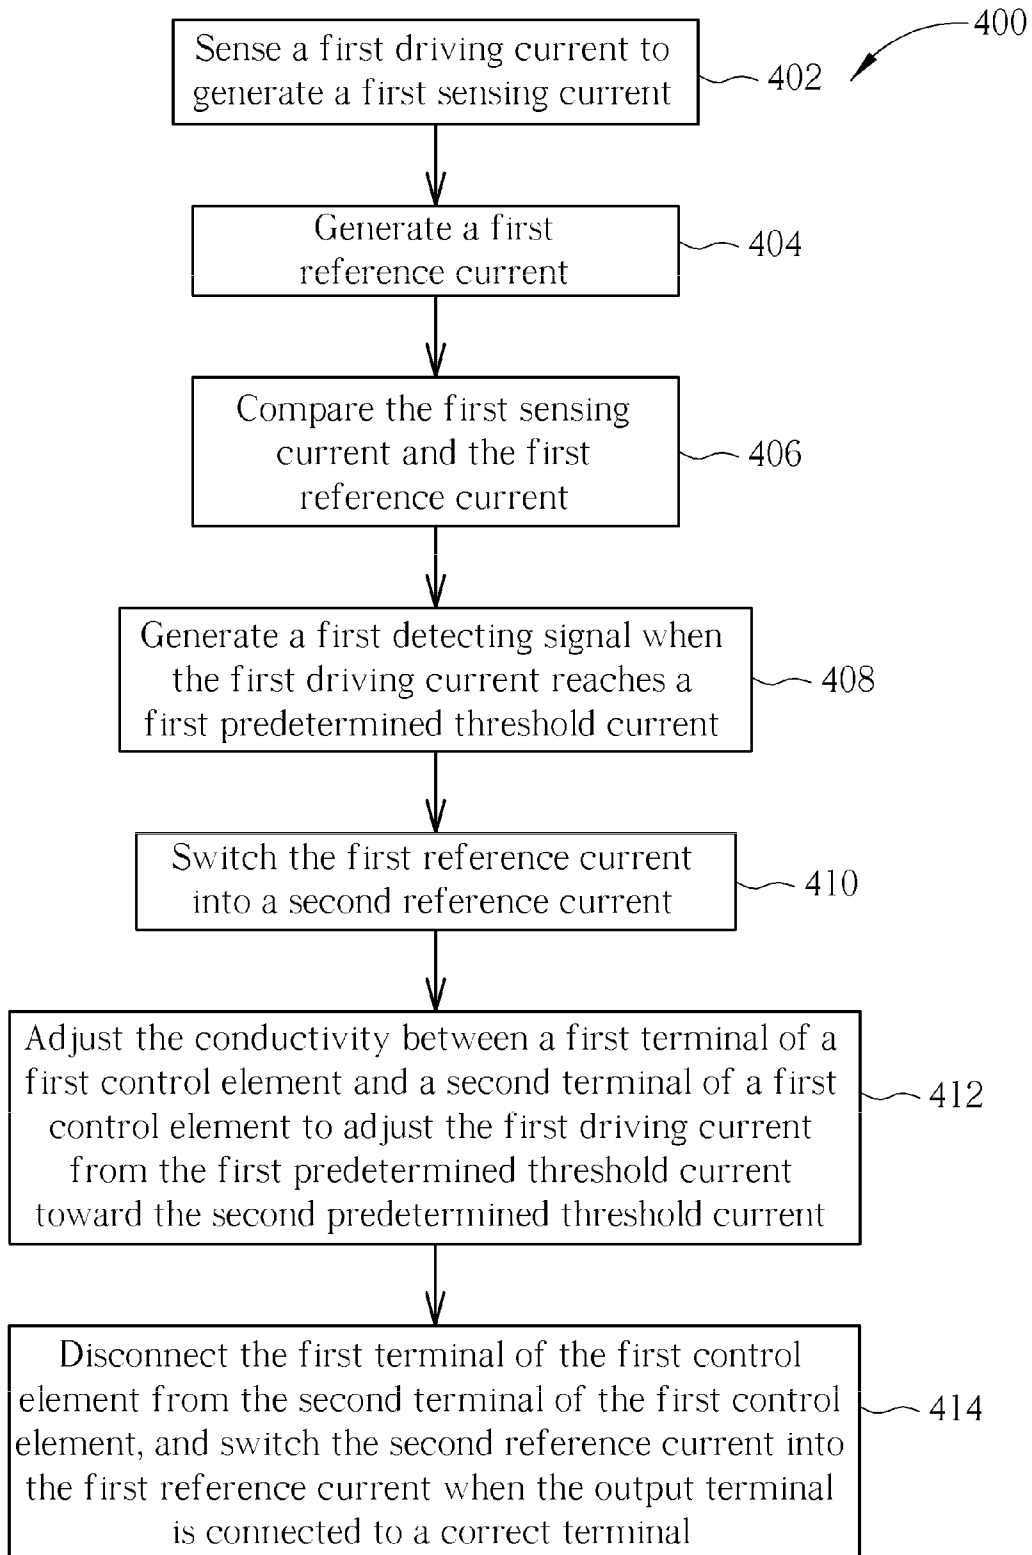 400
Sense a first driving current to
generate a first sensing current
402
Generate a first
reference current
404
Compare the first sensing
current and the first
reference current
406
Generate a first detecting signal when
the first driving current reaches a
first predetermined threshold current
408
Switch the first reference current
into a second reference current
410
Adjust the conductivity between a first terminal of a
first control element and a second terminal of a first
control element to adjust the first driving current
from the first predetermined threshold current
toward the second predetermined threshold current
412
Disconnect the first terminal of the first control
element from the second terminal of the first control
element, and switch the second reference current into
the first reference current when the output terminal
is connected to a correct terminal
414